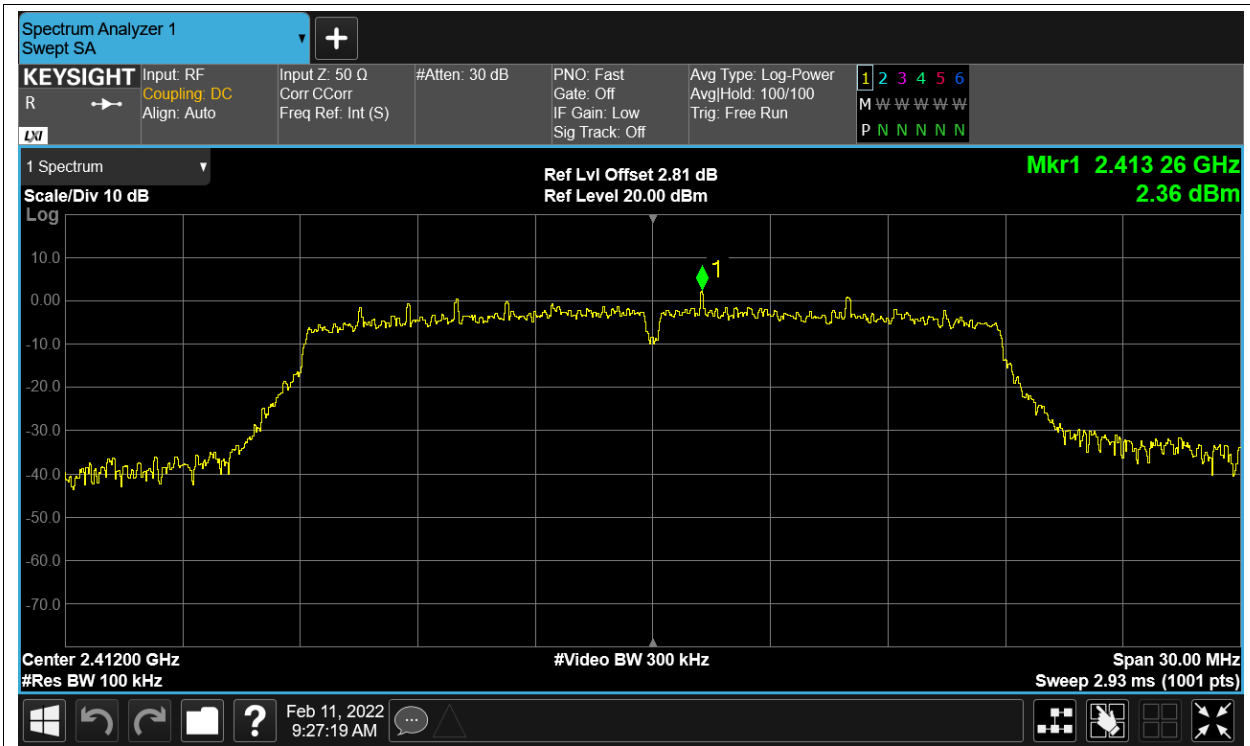 Spectrum Analyzer 1
Swept SA
KEYSIGHT Input: RF Input Z: 50 Ω #Atten: 30 dB PNO: Fast Avg Type: Log-Power 1 2 3 4 5 6
R Coupling: DC Corr CCorr Gate: Off Avg|Hold: 100/100 M W W W W W W
Align: Auto Freq Ref: Int (S) IF Gain: Low Trig: Free Run
LXI Sig Track: Off P N N N N N N
1 Spectrum Ref Lvl Offset 2.81 dB Mkr1 2.413 26 GHz
Scale/Div 10 dB Ref Level 20.00 dBm 2.36 dBm
Log
10.0
1
0.00
-10.0
-20.0
-30.0
-40.0
-50.0
-60.0
-70.0
Center 2.41200 GHz #Video BW 300 kHz Span 30.00 MHz
#Res BW 100 kHz Sweep 2.93 ms (1001 pts)
? Feb 11, 2022
9:27:19 AM